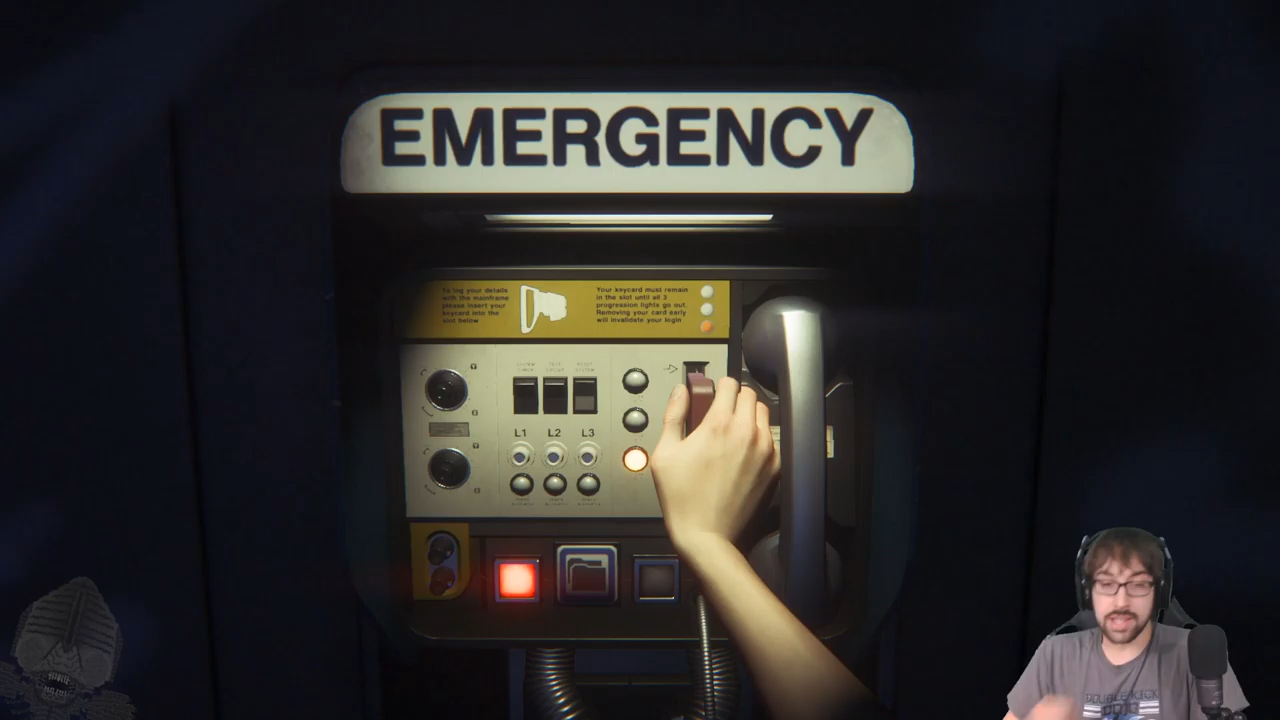 EMERGENCY
To log your details
with the mainframe
please insert your
keycard into the
slot below
Your keycard must remain
in the slot until all 3
progression lights go out.
Removing your card early
will invalidate your login
L1
L2
L3
DOUBLE KICK